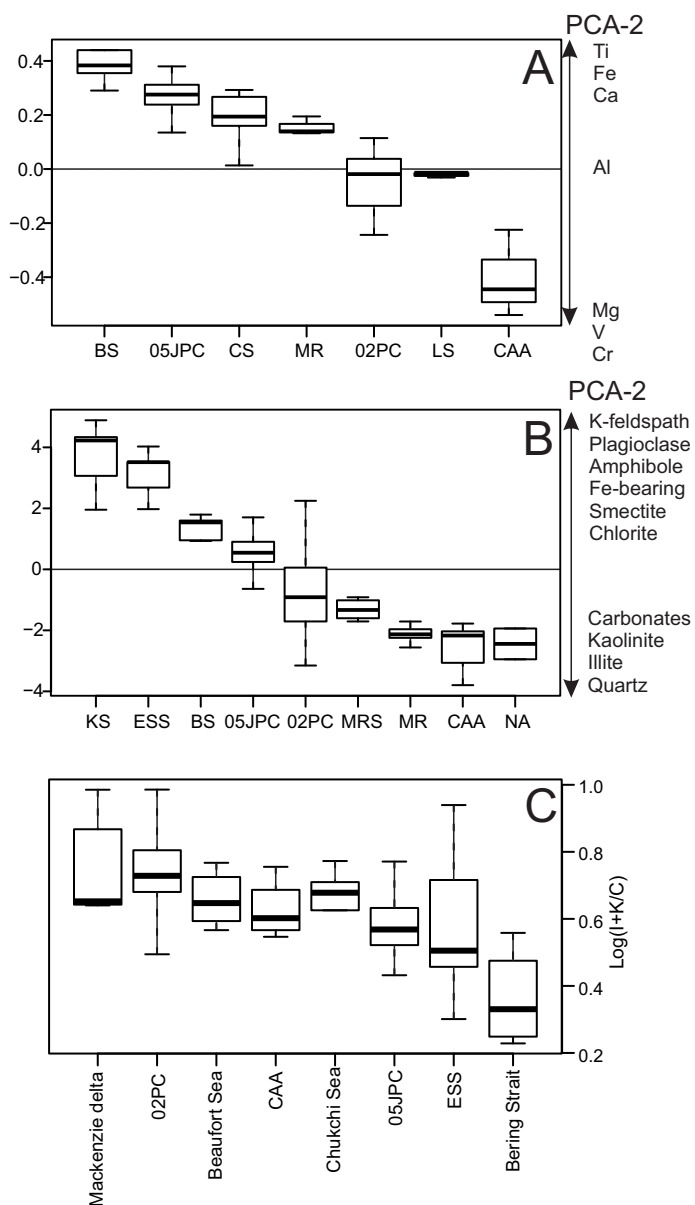 PCA-2
A
Ti
Fe
Ca
Al
Mg
V
Cr
0.4
0.2
0.0
−0.2
−0.4
BS 05JPC CS MR 02PC LS CAA
PCA-2
B
K-feldspath
Plagioclase
Amphibole
Fe-bearing
Smectite
Chlorite
Carbonates
Kaolinite
Illite
Quartz
4
2
0
−2
−4
KS ESS BS 05JPC 02PC MRS MR CAA NA
C
1.0
0.8
0.6
0.4
0.2
Log(I+K/C)
Mackenzie delta
02PC
Beaufort Sea
CAA
Chukchi Sea
05JPC
ESS
Bering Strait